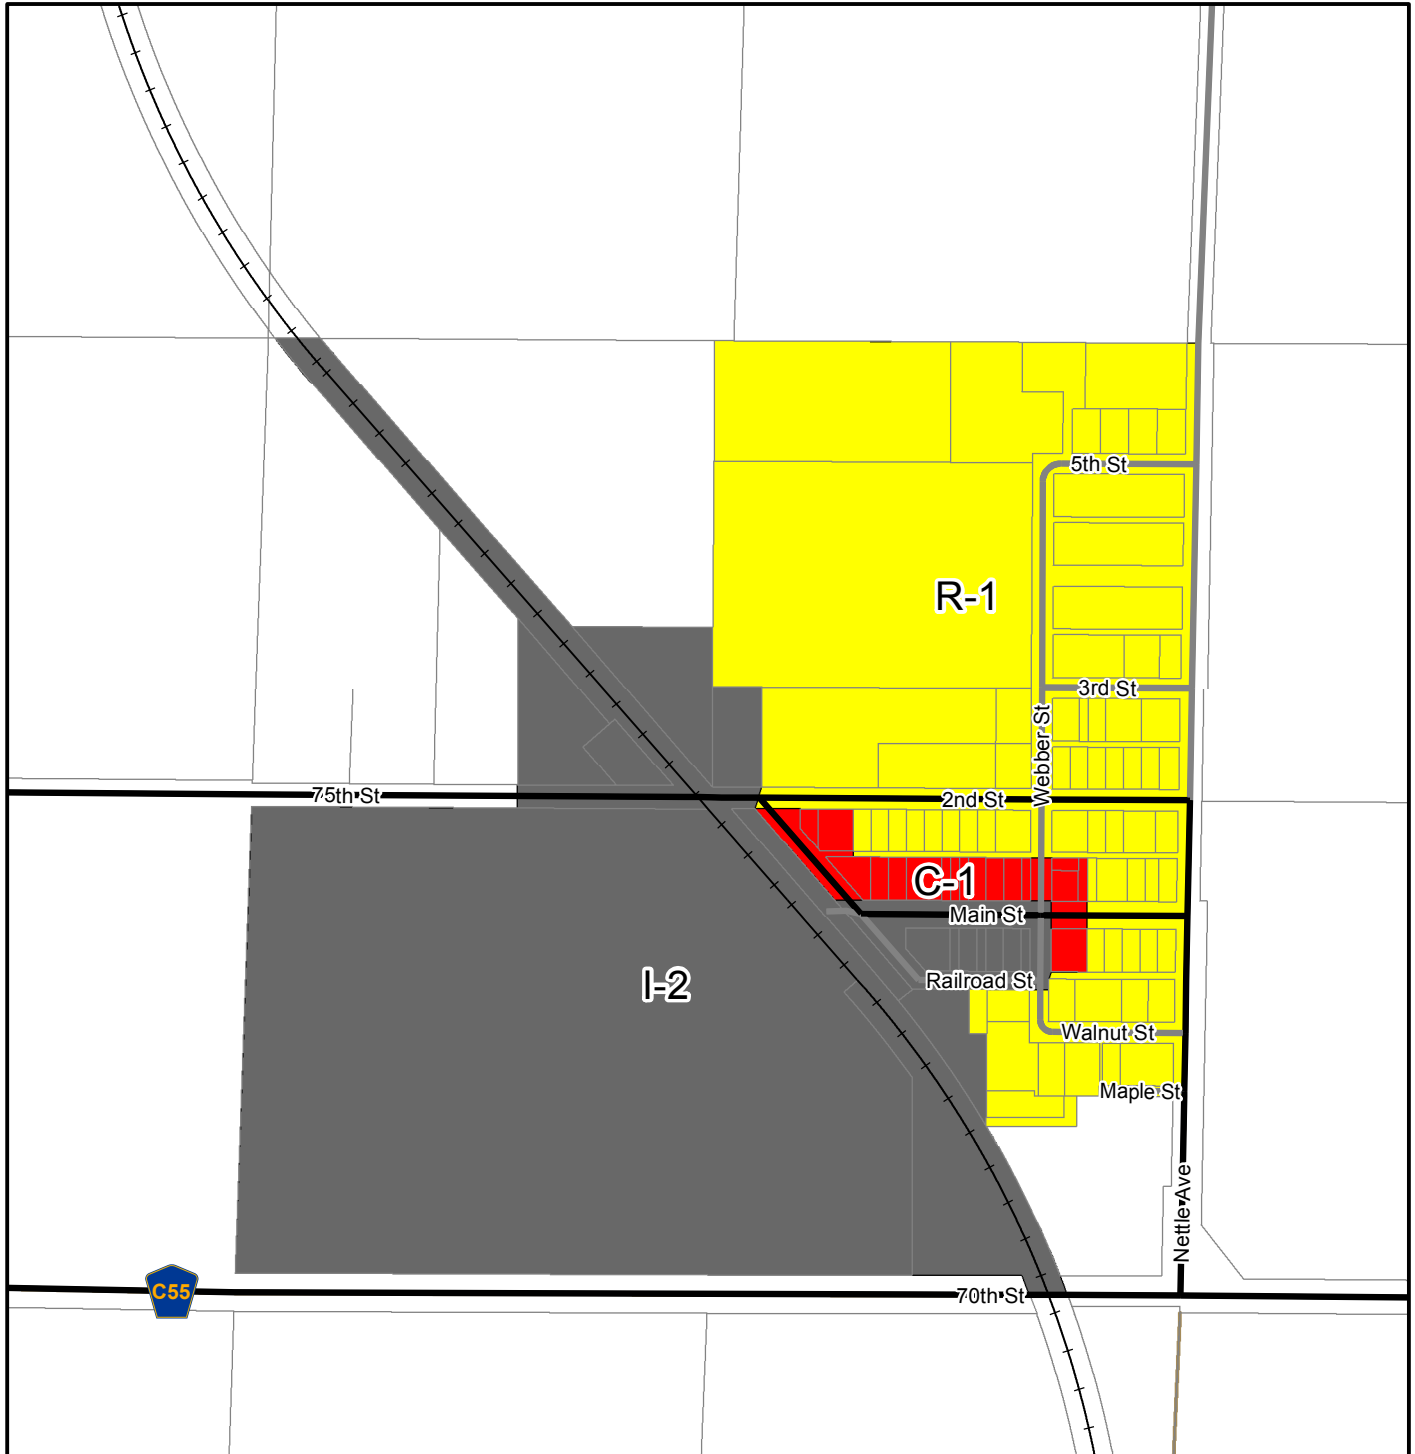 5th St
R-1
3rd St
Webber St
75th St
2nd St
C-1
Main St
I-2
Railroad St
Walnut St
Maple St
Nettle Ave
C55
70th St